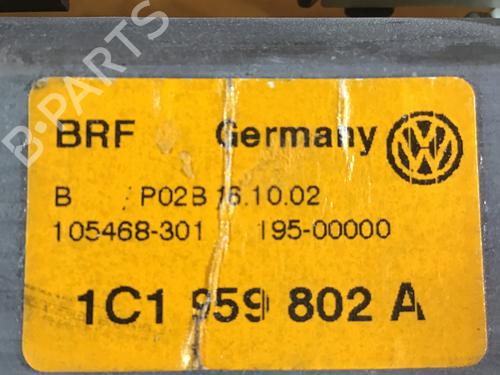 B-PARTS
BRF Germany
B P02B 16.10.02
105468-301 195-00000
1C1 959 802 A